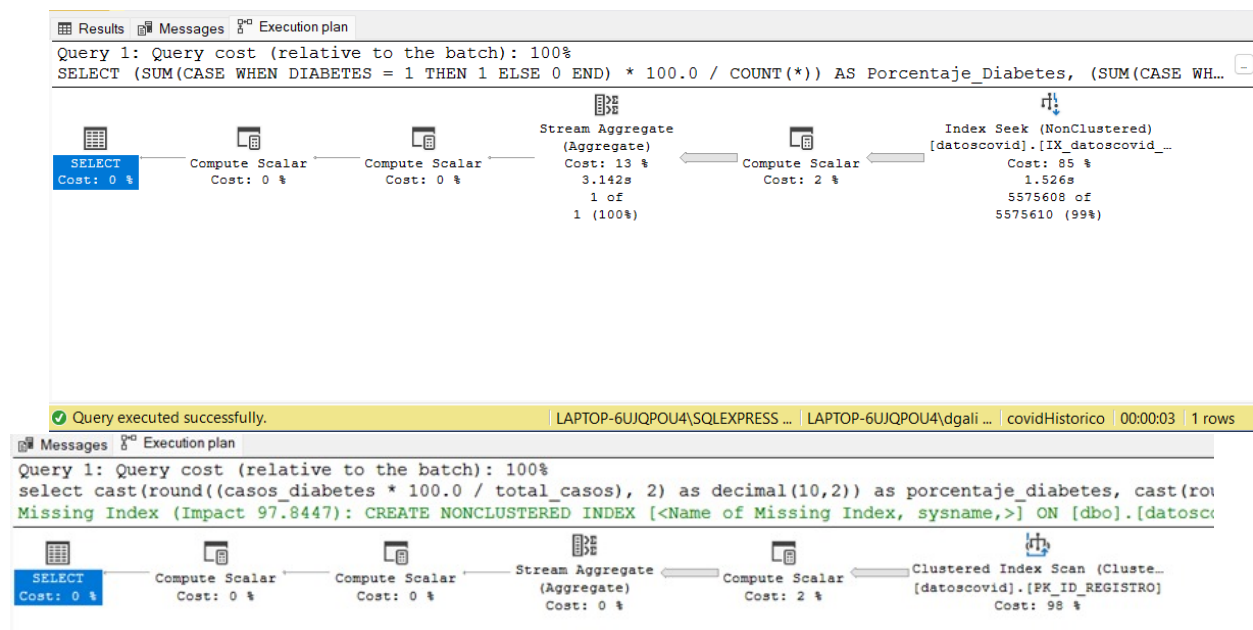 Results Messages Execution plan
Query 1: Query cost (relative to the batch): 100%
SELECT (SUM(CASE WHEN DIABETES = 1 THEN 1 ELSE 0 END) * 100.0 / COUNT(*)) AS Porcentaje_Diabetes, (SUM(CASE WH…
SELECT
Cost: 0 %
Compute Scalar
Cost: 0 %
Compute Scalar
Cost: 0 %
Stream Aggregate
(Aggregate)
Cost: 13 %
3.142s
1 of
1 (100%)
Compute Scalar
Cost: 2 %
Index Seek (NonClustered)
[datoscovid].[IX_datoscovid_…
Cost: 85 %
1.526s
5575608 of
5575610 (99%)
Query executed successfully. LAPTOP-6UJQPOU4\SQLEXPRESS ... LAPTOP-6UJQPOU4\dgali ... covidHistorico 00:00:03 1 rows
Messages Execution plan
Query 1: Query cost (relative to the batch): 100%
select cast(round((casos_diabetes * 100.0 / total_casos), 2) as decimal(10,2)) as porcentaje_diabetes, cast(rou
Missing Index (Impact 97.8447): CREATE NONCLUSTERED INDEX [<Name of Missing Index, sysname,>] ON [dbo].[datosco
SELECT
Cost: 0 %
Compute Scalar
Cost: 0 %
Compute Scalar
Cost: 0 %
Stream Aggregate
(Aggregate)
Cost: 0 %
Compute Scalar
Cost: 2 %
Clustered Index Scan (Cluste…
[datoscovid].[PK_ID_REGISTRO]
Cost: 98 %